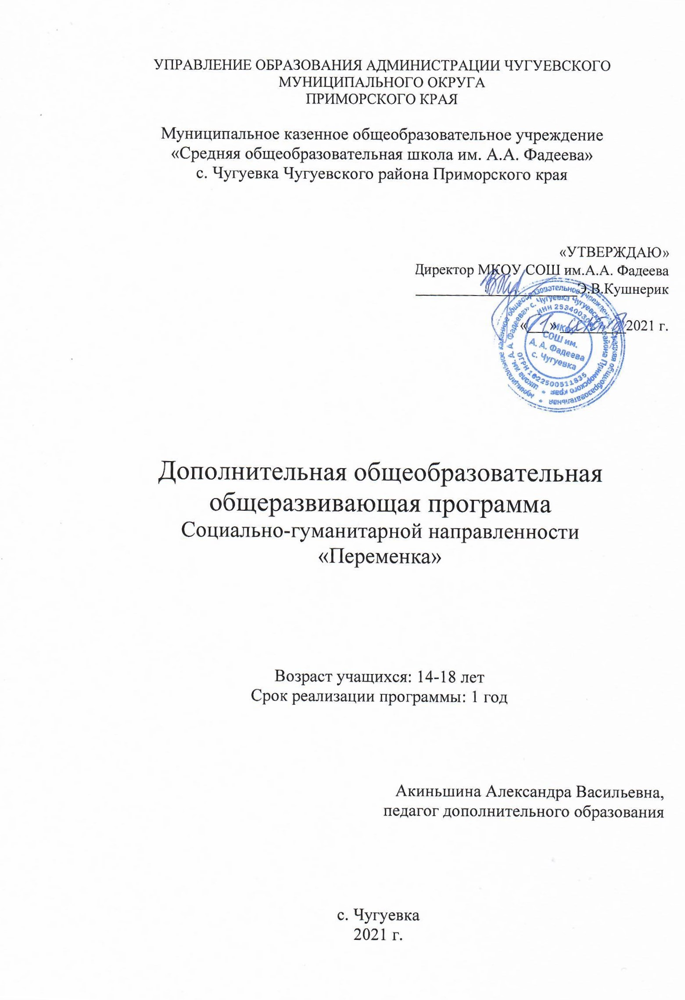 УПРАВЛЕНИЕ ОБРАЗОВАНИЯ АДМИНИСТРАЦИИ ЧУГУЕВСКОГО
МУНИЦИПАЛЬНОГО ОКРУГА
ПРИМОРСКОГО КРАЯ
Муниципальное казенное общеобразовательное учреждение
«Средняя общеобразовательная школа им. А.А. Фадеева»
с. Чугуевка Чугуевского района Приморского края
«УТВЕРЖДАЮ»
Директор МКОУ СОШ им.А.А. Фадеева
Э.В.Кушнерик
«01» 2021 г.
муниципальное казенное общеобразовательное учреждение средняя общеобразовательная
школа им. А. А. Фадеева» с. Чугуевка Чугуевского района Приморского края
ОГРН 1022500511835
МКОУ
СОШ им.
А. А. Фадеева
с. Чугуевка
Дополнительная общеобразовательная
общеразвивающая программа
Социально-гуманитарной направленности
«Переменка»
Возраст учащихся: 14-18 лет
Срок реализации программы: 1 год
Акиньшина Александра Васильевна,
педагог дополнительного образования
с. Чугуевка
2021 г.